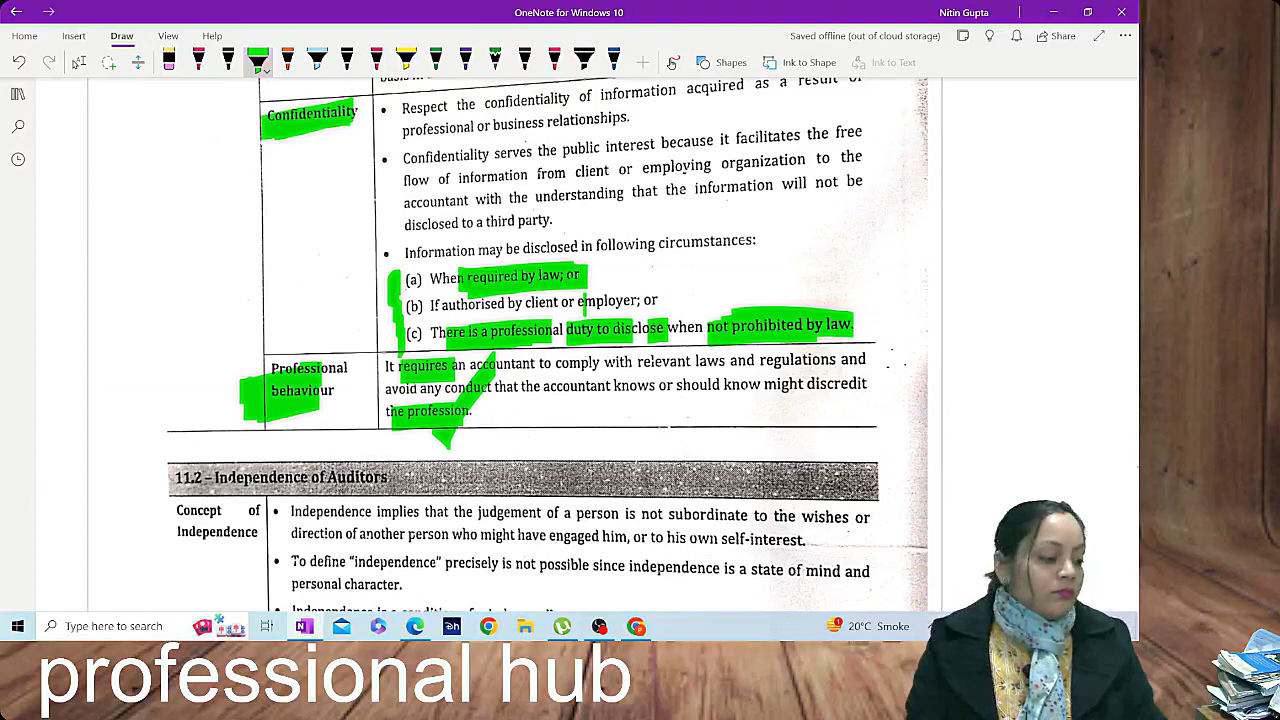 OneNote for Windows 10
Nitin Gupta
Home Insert Draw View Help
Saved offline (out of cloud storage)
Share
Shapes
Ink to Shape
Ink to Text
Confidentiality
• Respect the confidentiality of information acquired as a result of
professional or business relationships.
• Confidentiality serves the public interest because it facilitates the free
flow of information from client or employing organization to the
accountant with the understanding that the information will not be
disclosed to a third party.
• Information may be disclosed in following circumstances:
(a) When required by law; or
(b) If authorised by client or employer; or
(c) There is a professional duty to disclose when not prohibited by law.
Professional
behaviour
It requires an accountant to comply with relevant laws and regulations and
avoid any conduct that the accountant knows or should know might discredit
the profession.
11.2 – Independence of Auditors
Concept of
Independence
• Independence implies that the judgement of a person is not subordinate to the wishes or
direction of another person who might have engaged him, or to his own self-interest.
• To define "independence" precisely is not possible since independence is a state of mind and
personal character.
Type here to search
20°C Smoke
professional hub